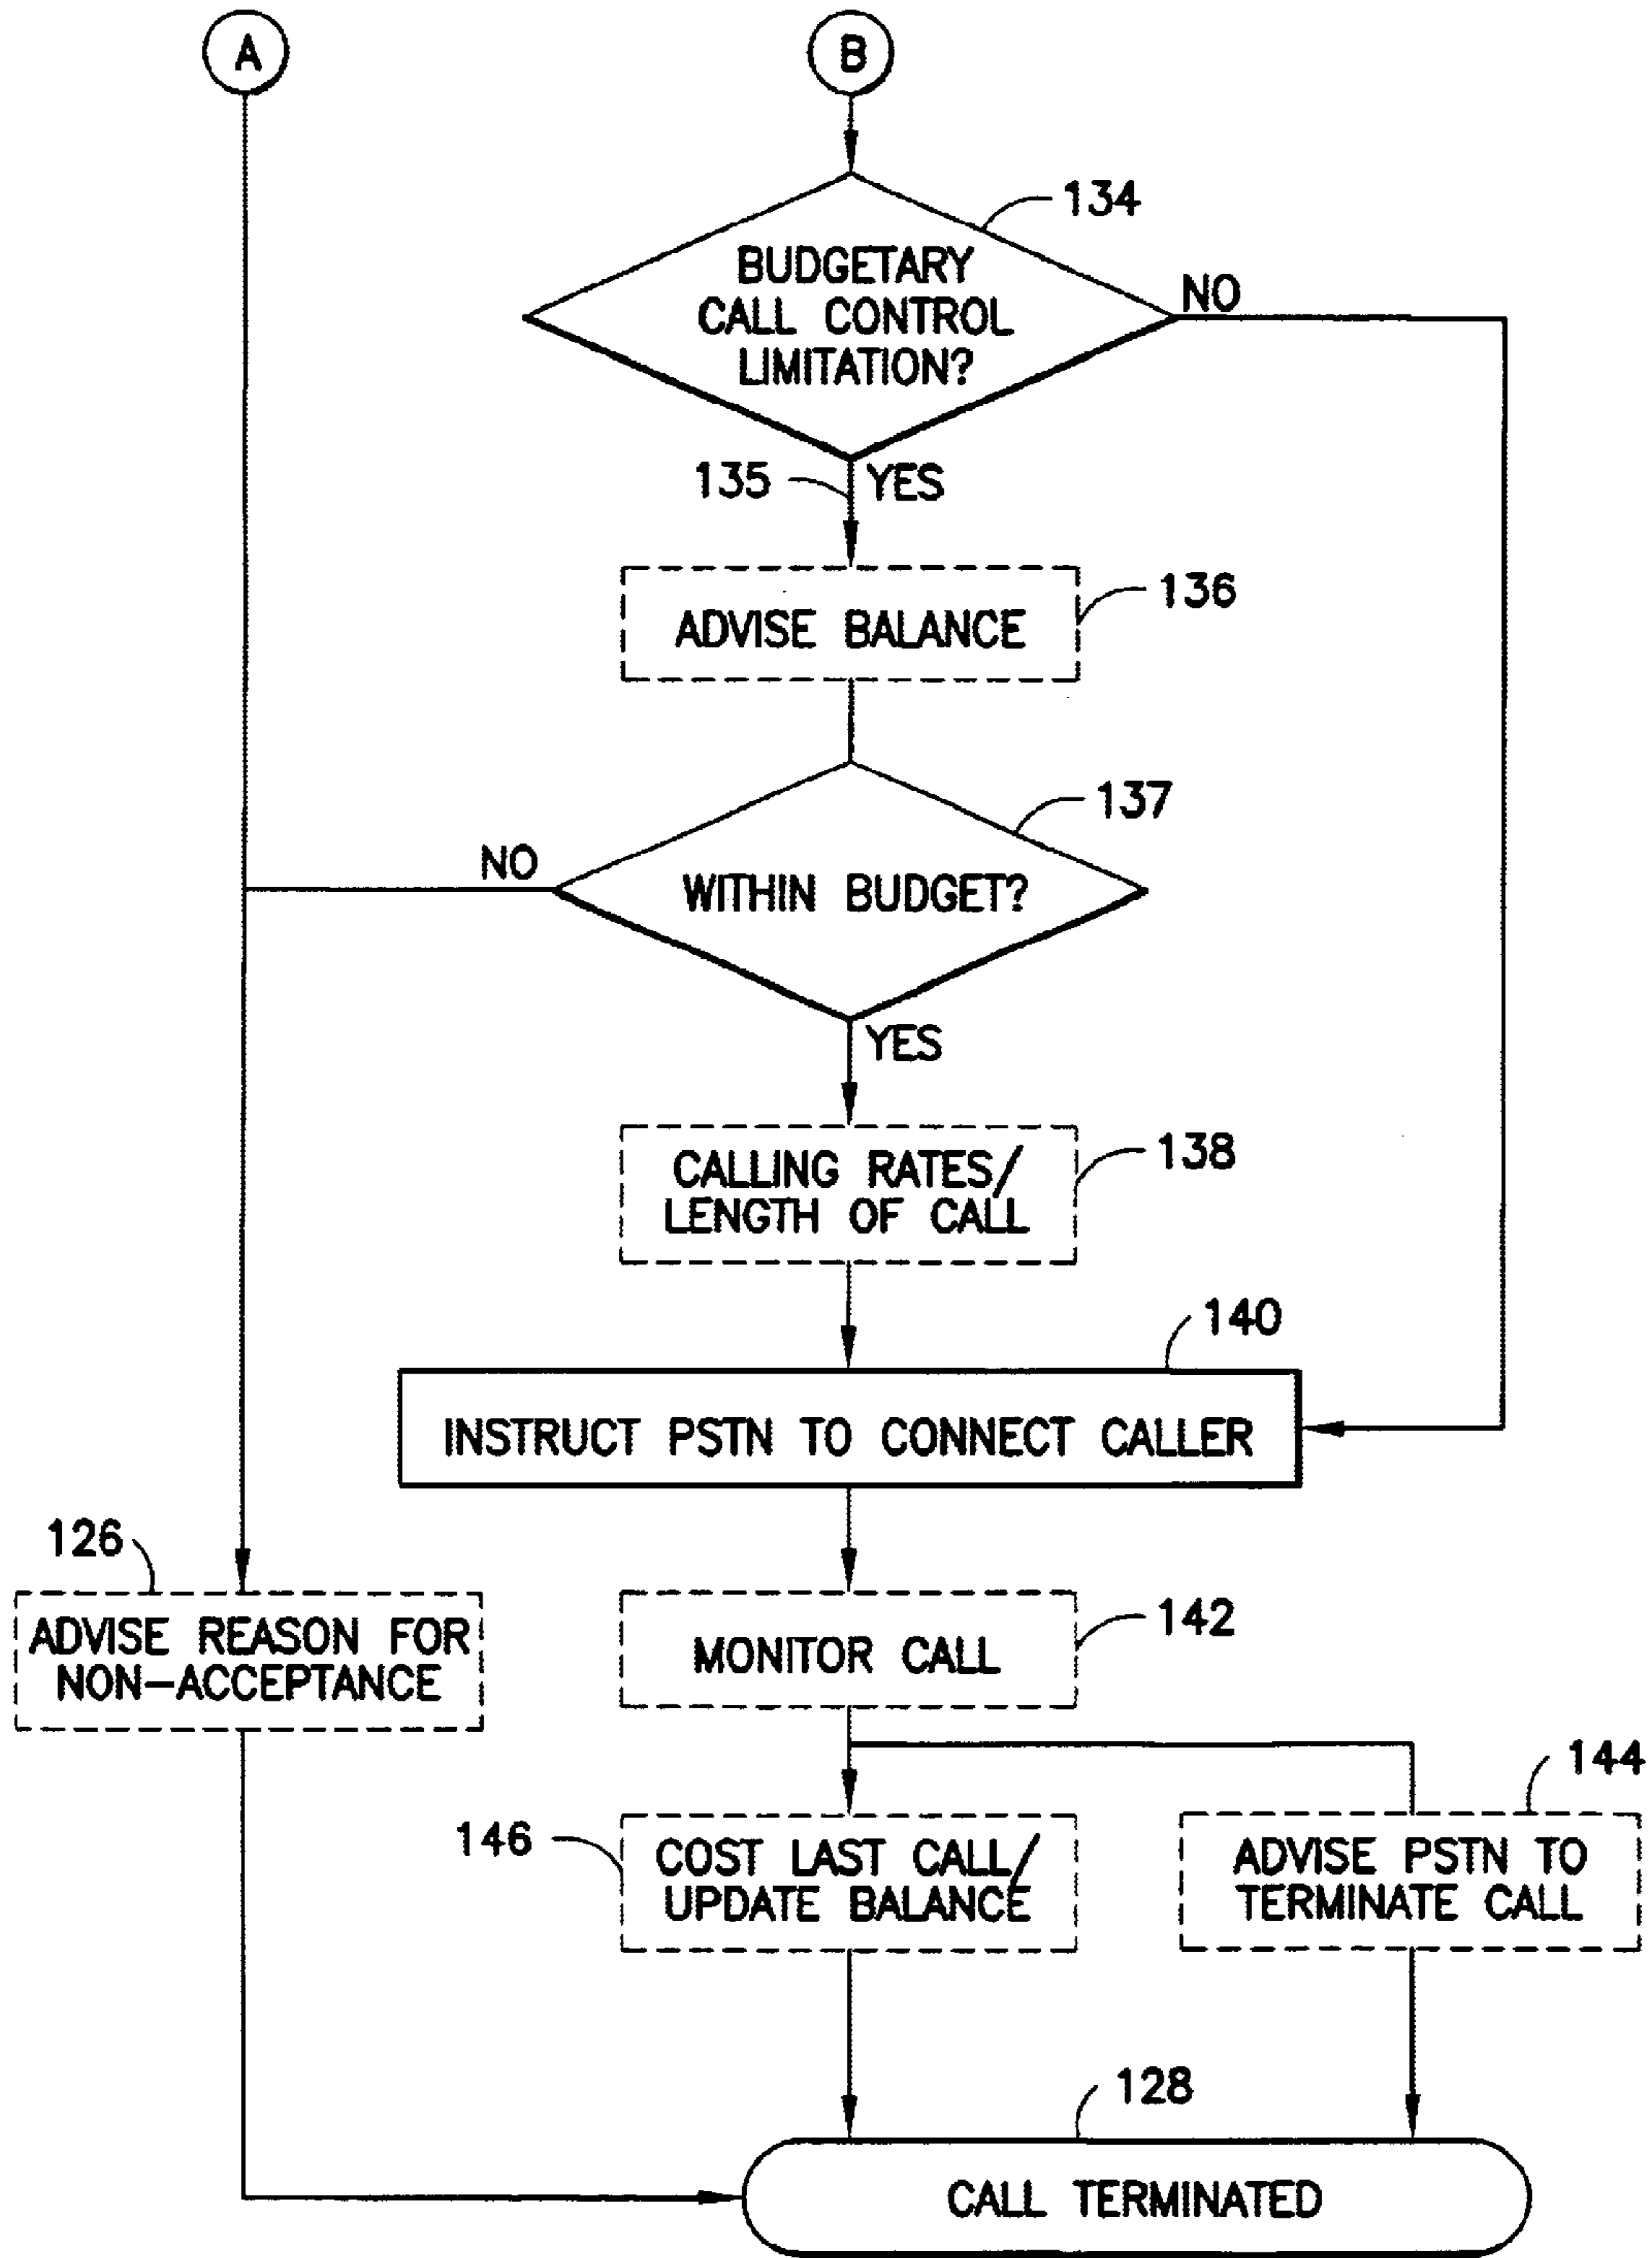 A
B
134
BUDGETARY
CALL CONTROL
LIMITATION?
NO
135
YES
136
ADVISE BALANCE
137
NO
WITHIN BUDGET?
YES
138
CALLING RATES/
LENGTH OF CALL
140
INSTRUCT PSTN TO CONNECT CALLER
126
ADVISE REASON FOR
NON-ACCEPTANCE
142
MONITOR CALL
144
146
COST LAST CALL/
UPDATE BALANCE
ADVISE PSTN TO
TERMINATE CALL
128
CALL TERMINATED